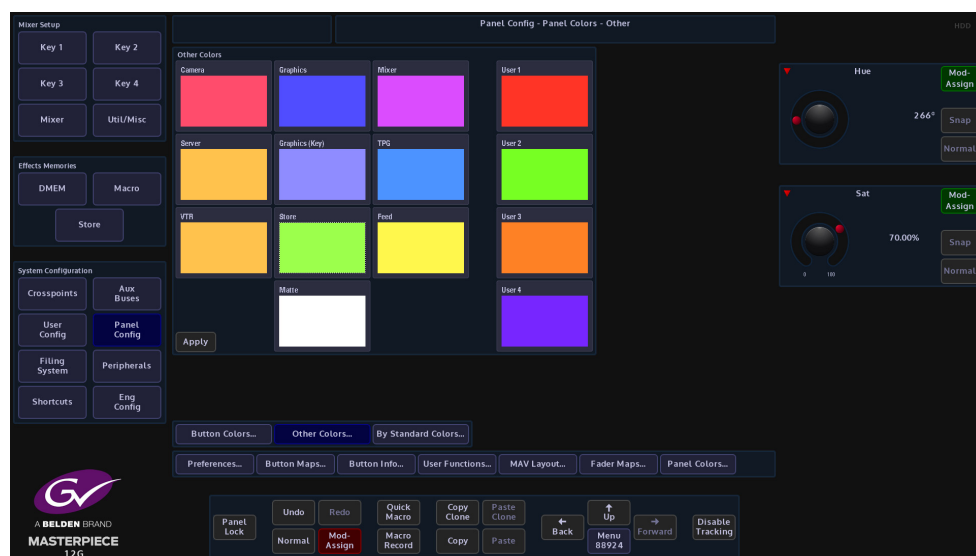 Mixer Setup
Key 1
Key 2
Key 3
Key 4
Mixer
Util/Misc
Effects Memories
DMEM
Macro
Store
System Configuration
Crosspoints
Aux
Buses
User
Config
Panel
Config
Filing
System
Peripherals
Shortcuts
Eng
Config
GV
A BELDEN BRAND
MASTERPIECE
12G
Panel Config - Panel Colors - Other
Other Colors
Camera
Graphics
Mixer
User 1
Server
Graphics (Key)
TPG
User 2
VTR
Store
Feed
User 3
Matte
User 4
Apply
Button Colors...
Other Colors...
By Standard Colors...
Preferences...
Button Maps...
Button Info...
User Functions...
MAV Layout...
Fader Maps...
Panel Colors...
Panel
Lock
Undo
Redo
Normal
Mod-
Assign
Quick
Macro
Macro
Record
Copy
Clone
Paste
Clone
Copy
Paste
Back
Up
Menu
88924
Forward
Disable
Tracking
HDD
Hue
266°
Mod-
Assign
Snap
Normal
Sat
70.00%
0 100
Mod-
Assign
Snap
Normal